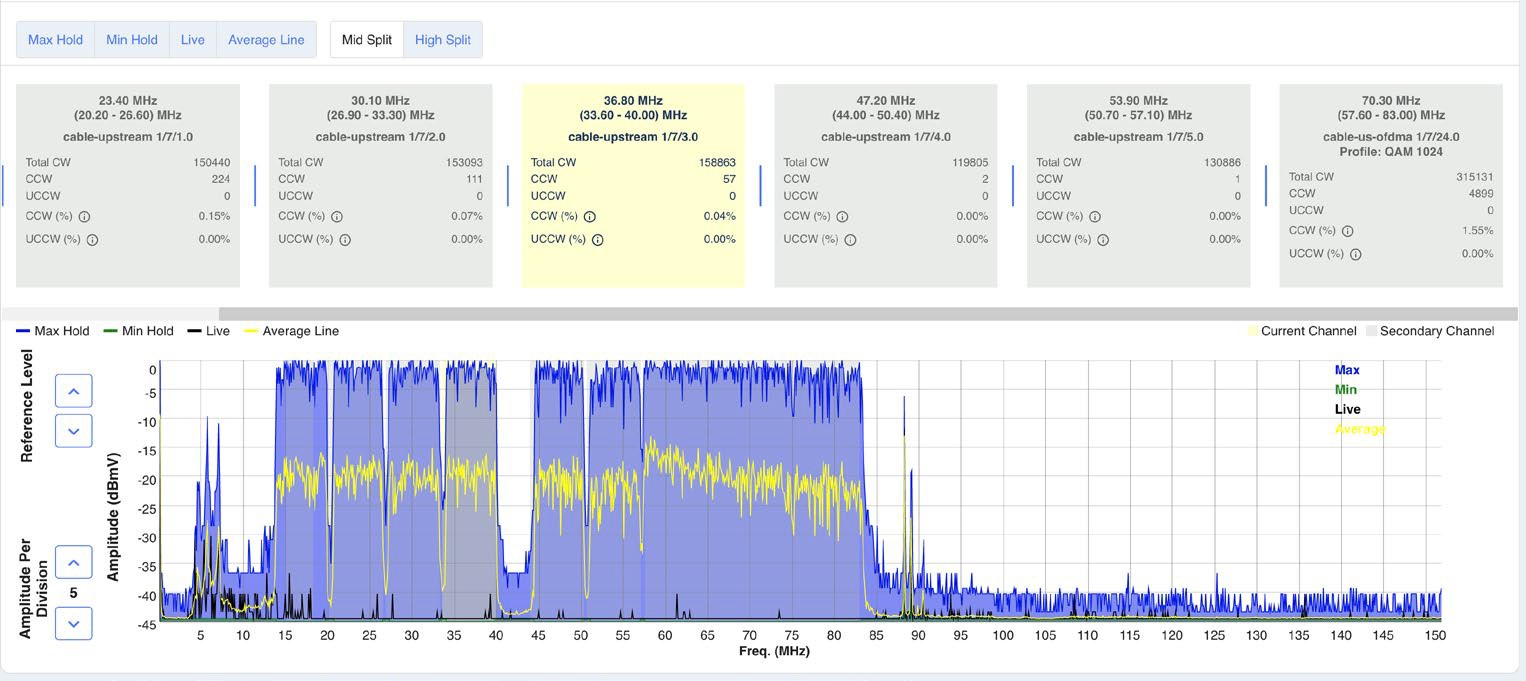 Max Hold Min Hold Live Average Line Mid Split High Split
23.40 MHz
(20.20 - 26.60) MHz
cable-upstream 1/7/1.0
Total CW 150440
CCW 224
UCCW 0
CCW (%) 0.15%
UCCW (%) 0.00%
30.10 MHz
(26.90 - 33.30) MHz
cable-upstream 1/7/2.0
Total CW 153093
CCW 111
UCCW 0
CCW (%) 0.07%
UCCW (%) 0.00%
36.80 MHz
(33.60 - 40.00) MHz
cable-upstream 1/7/3.0
Total CW 158863
CCW 57
UCCW 0
CCW (%) 0.04%
UCCW (%) 0.00%
47.20 MHz
(44.00 - 50.40) MHz
cable-upstream 1/7/4.0
Total CW 119805
CCW 2
UCCW 0
CCW (%) 0.00%
UCCW (%) 0.00%
53.90 MHz
(50.70 - 57.10) MHz
cable-upstream 1/7/5.0
Total CW 130886
CCW 1
UCCW 0
CCW (%) 0.00%
UCCW (%) 0.00%
70.30 MHz
(57.60 - 83.00) MHz
cable-us-ofdma 1/7/24.0
Profile: QAM 1024
Total CW 315131
CCW 4899
UCCW 0
CCW (%) 1.55%
UCCW (%) 0.00%
Max Hold Min Hold Live Average Line
Current Channel Secondary Channel
Reference Level
Amplitude Per
Division
5
Amplitude (dBmV)
0
-5
-10
-15
-20
-25
-30
-35
-40
-45
Max
Min
Live
Average
5 10 15 20 25 30 35 40 45 50 55 60 65 70 75 80 85 90 95 100 105 110 115 120 125 130 135 140 145 150
Freq. (MHz)